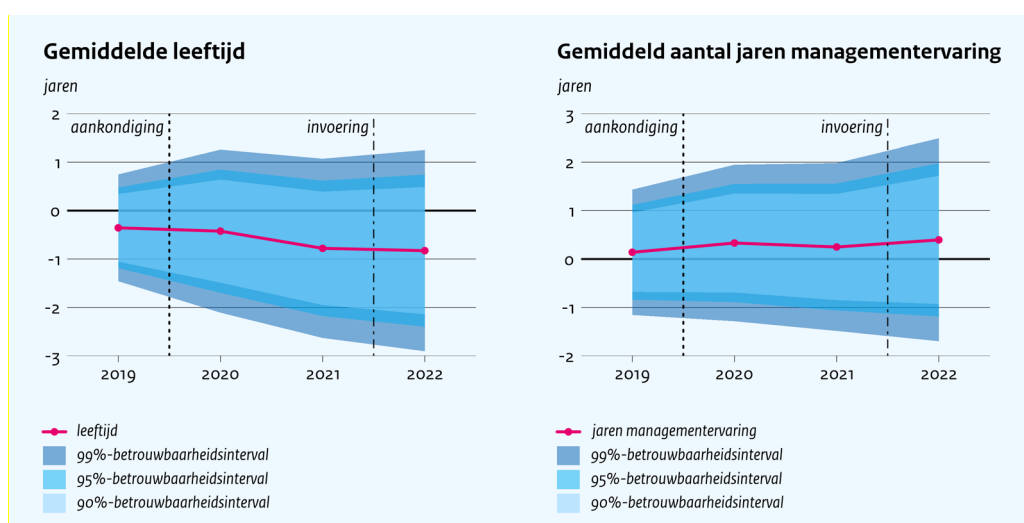 Gemiddelde leeftijd
jaren
2
aankondiging
invoering
1
0
-1
-2
-3
2019 2020 2021 2022
leeftijd
99%-betrouwbaarheidsinterval
95%-betrouwbaarheidsinterval
90%-betrouwbaarheidsinterval
Gemiddeld aantal jaren managementervaring
jaren
3
aankondiging
invoering
2
1
0
-1
-2
2019 2020 2021 2022
jaren managementervaring
99%-betrouwbaarheidsinterval
95%-betrouwbaarheidsinterval
90%-betrouwbaarheidsinterval